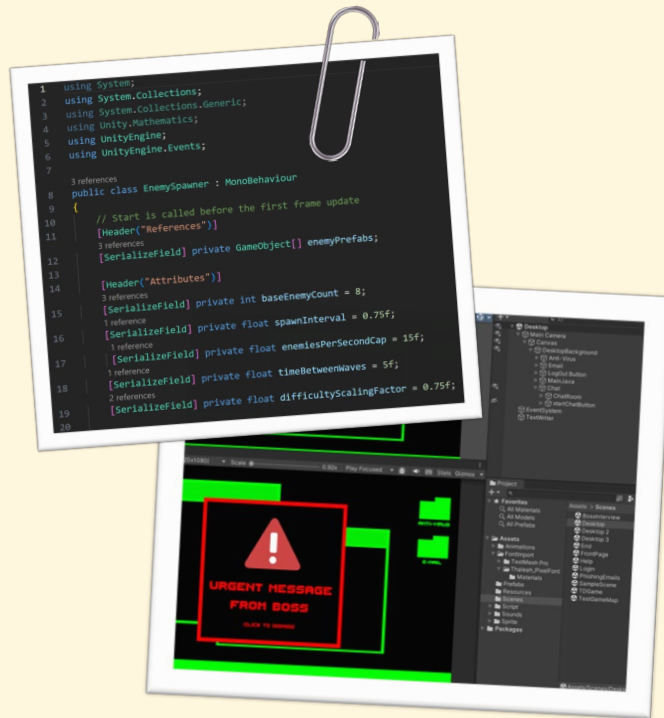 1 using System;
2 using System.Collections;
3 using System.Collections.Generic;
4 using Unity.Mathematics;
5 using UnityEngine;
6 using UnityEngine.Events;
7
3 references
8 public class EnemySpawner : MonoBehaviour
9 {
10 // Start is called before the first frame update
11 [Header("References")]
3 references
12 [SerializeField] private GameObject[] enemyPrefabs;
13
14 [Header("Attributes")]
3 references
15 [SerializeField] private int baseEnemyCount = 8;
1 reference
16 [SerializeField] private float spawnInterval = 0.75f;
1 reference
17 [SerializeField] private float enemiesPerSecondCap = 15f;
1 reference
18 [SerializeField] private float timeBetweenWaves = 5f;
2 references
19 [SerializeField] private float difficultyScalingFactor = 0.75f;
20
Desktop
Main Camera
Canvas
DesktopBackground
Anti-Virus
Email
LogOut Button
MainJava
Chat
ChatRoom
startChatButton
EventSystem
TextWriter
Scale
0.92x
Play Focused
Stats
Gizmos
ANTI-VIRUS
E-MAIL
URGENT MESSAGE
FROM BOSS
Project
Favorites
All Materials
All Models
All Prefabs
Assets
Animations
FontImport
TextMesh Pro
Thaleah_PixelFont
Materials
Prefabs
Resources
Scenes
Script
Sounds
Sprite
Packages
Assets > Scenes
BossInterview
Desktop
Desktop 2
Desktop 3
End
FrontPage
Help
Login
PhishingEmails
SampleScene
TDGame
TestGameMap